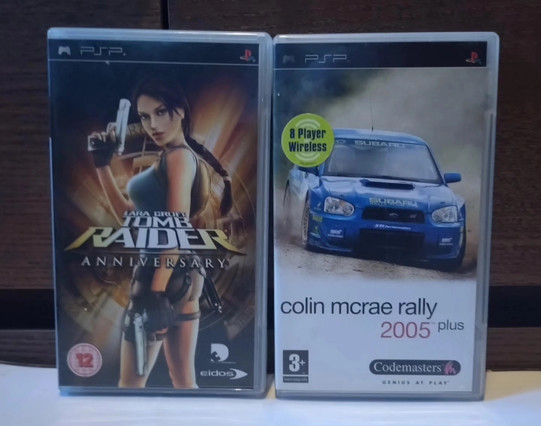 PSP
LARA CROFT
TOMB
RAIDER
ANNIVERSARY
12
eidos
PSP
8 Player
Wireless
SUBARU
colin mcrae rally
2005 plus
3+
Codemasters
GENIUS AT PLAY